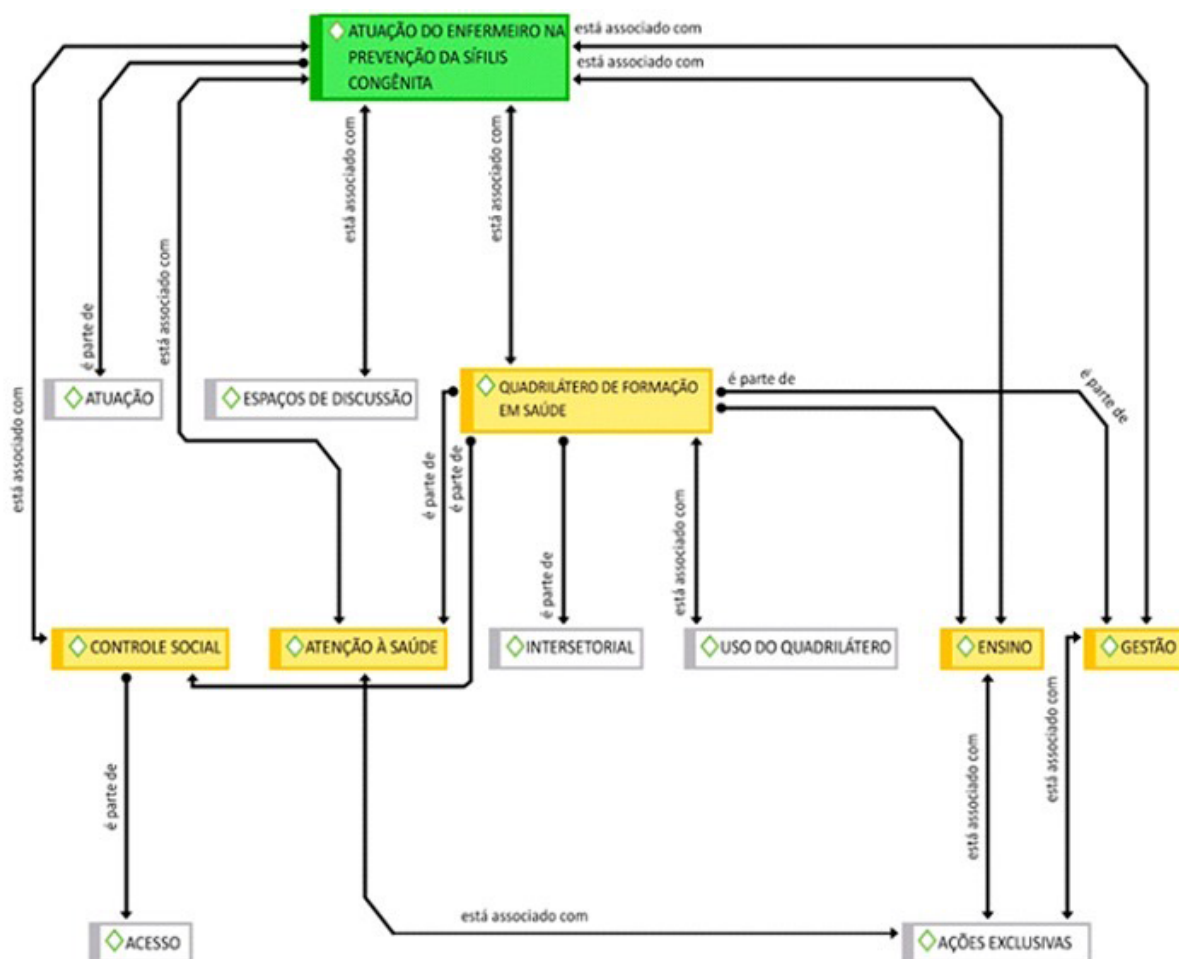 ATUAÇÃO DO ENFERMEIRO NA
PREVENÇÃO DA SÍFILIS
CONGÊNITA
está associado com
está associado com
está associado com
está associado com
é parte de
está associado com
está associado com
ATUAÇÃO
ESPAÇOS DE DISCUSSÃO
QUADRILÁTERO DE FORMAÇÃO
EM SAÚDE
é parte de
é parte de
é parte de
é parte de
é parte de
está associado com
CONTROLE SOCIAL
ATENÇÃO À SAÚDE
INTERSETORIAL
USO DO QUADRILÁTERO
ENSINO
GESTÃO
é parte de
está associado com
está associado com
está associado com
ACESSO
AÇÕES EXCLUSIVAS